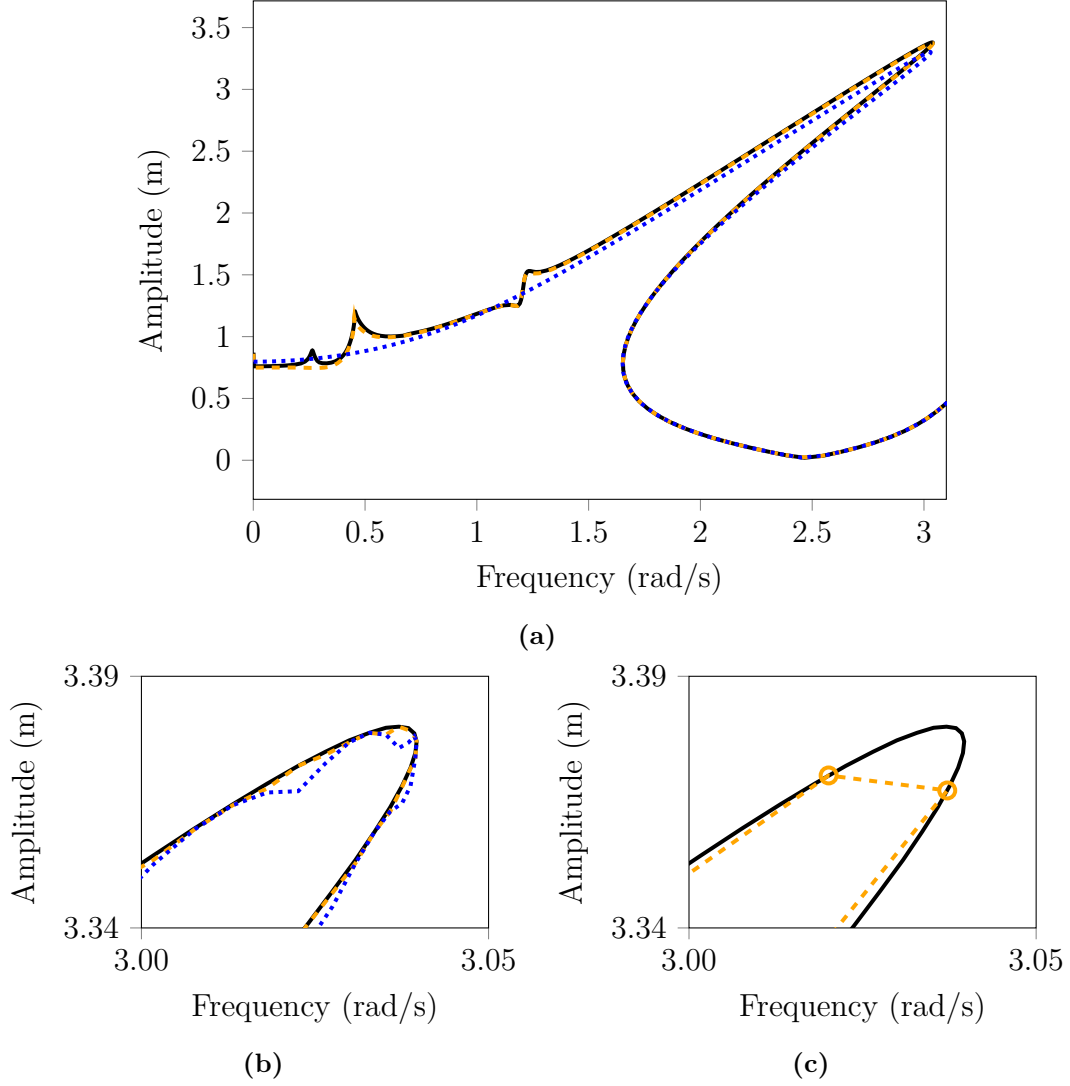 3.5
3
2.5
2
1.5
1
0.5
0
Amplitude (m)
0 0.5 1 1.5 2 2.5 3
Frequency (rad/s)
(a)
3.39
3.34
Amplitude (m)
3.00 3.05
Frequency (rad/s)
(b)
3.39
3.34
Amplitude (m)
3.00 3.05
Frequency (rad/s)
(c)